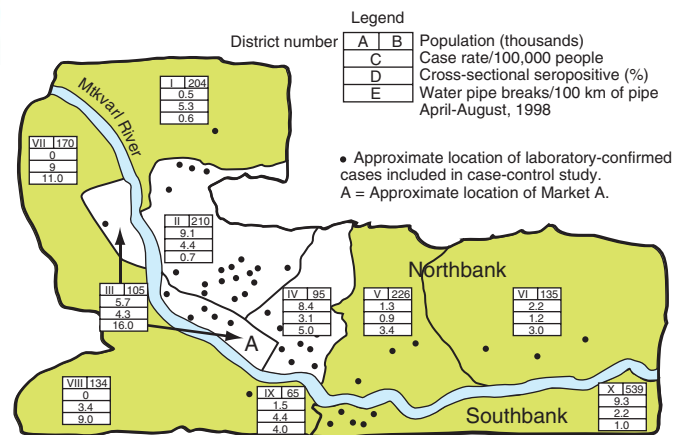 Legend
District number
A B Population (thousands)
C Case rate/100,000 people
D Cross-sectional seropositive (%)
E Water pipe breaks/100 km of pipe
April-August, 1998
• Approximate location of laboratory-confirmed
cases included in case-control study.
A = Approximate location of Market A.
Mtkvarl River
I 204
0.5
5.3
0.6
VII 170
0
9
11.0
II 210
9.1
4.4
0.7
Northbank
III 105
5.7
4.3
16.0
IV 95
8.4
3.1
5.0
V 226
1.3
0.9
3.4
VI 135
2.2
1.2
3.0
A
VIII 134
0
3.4
9.0
IX 65
1.5
4.4
4.0
X 539
9.3
2.2
1.0
Southbank